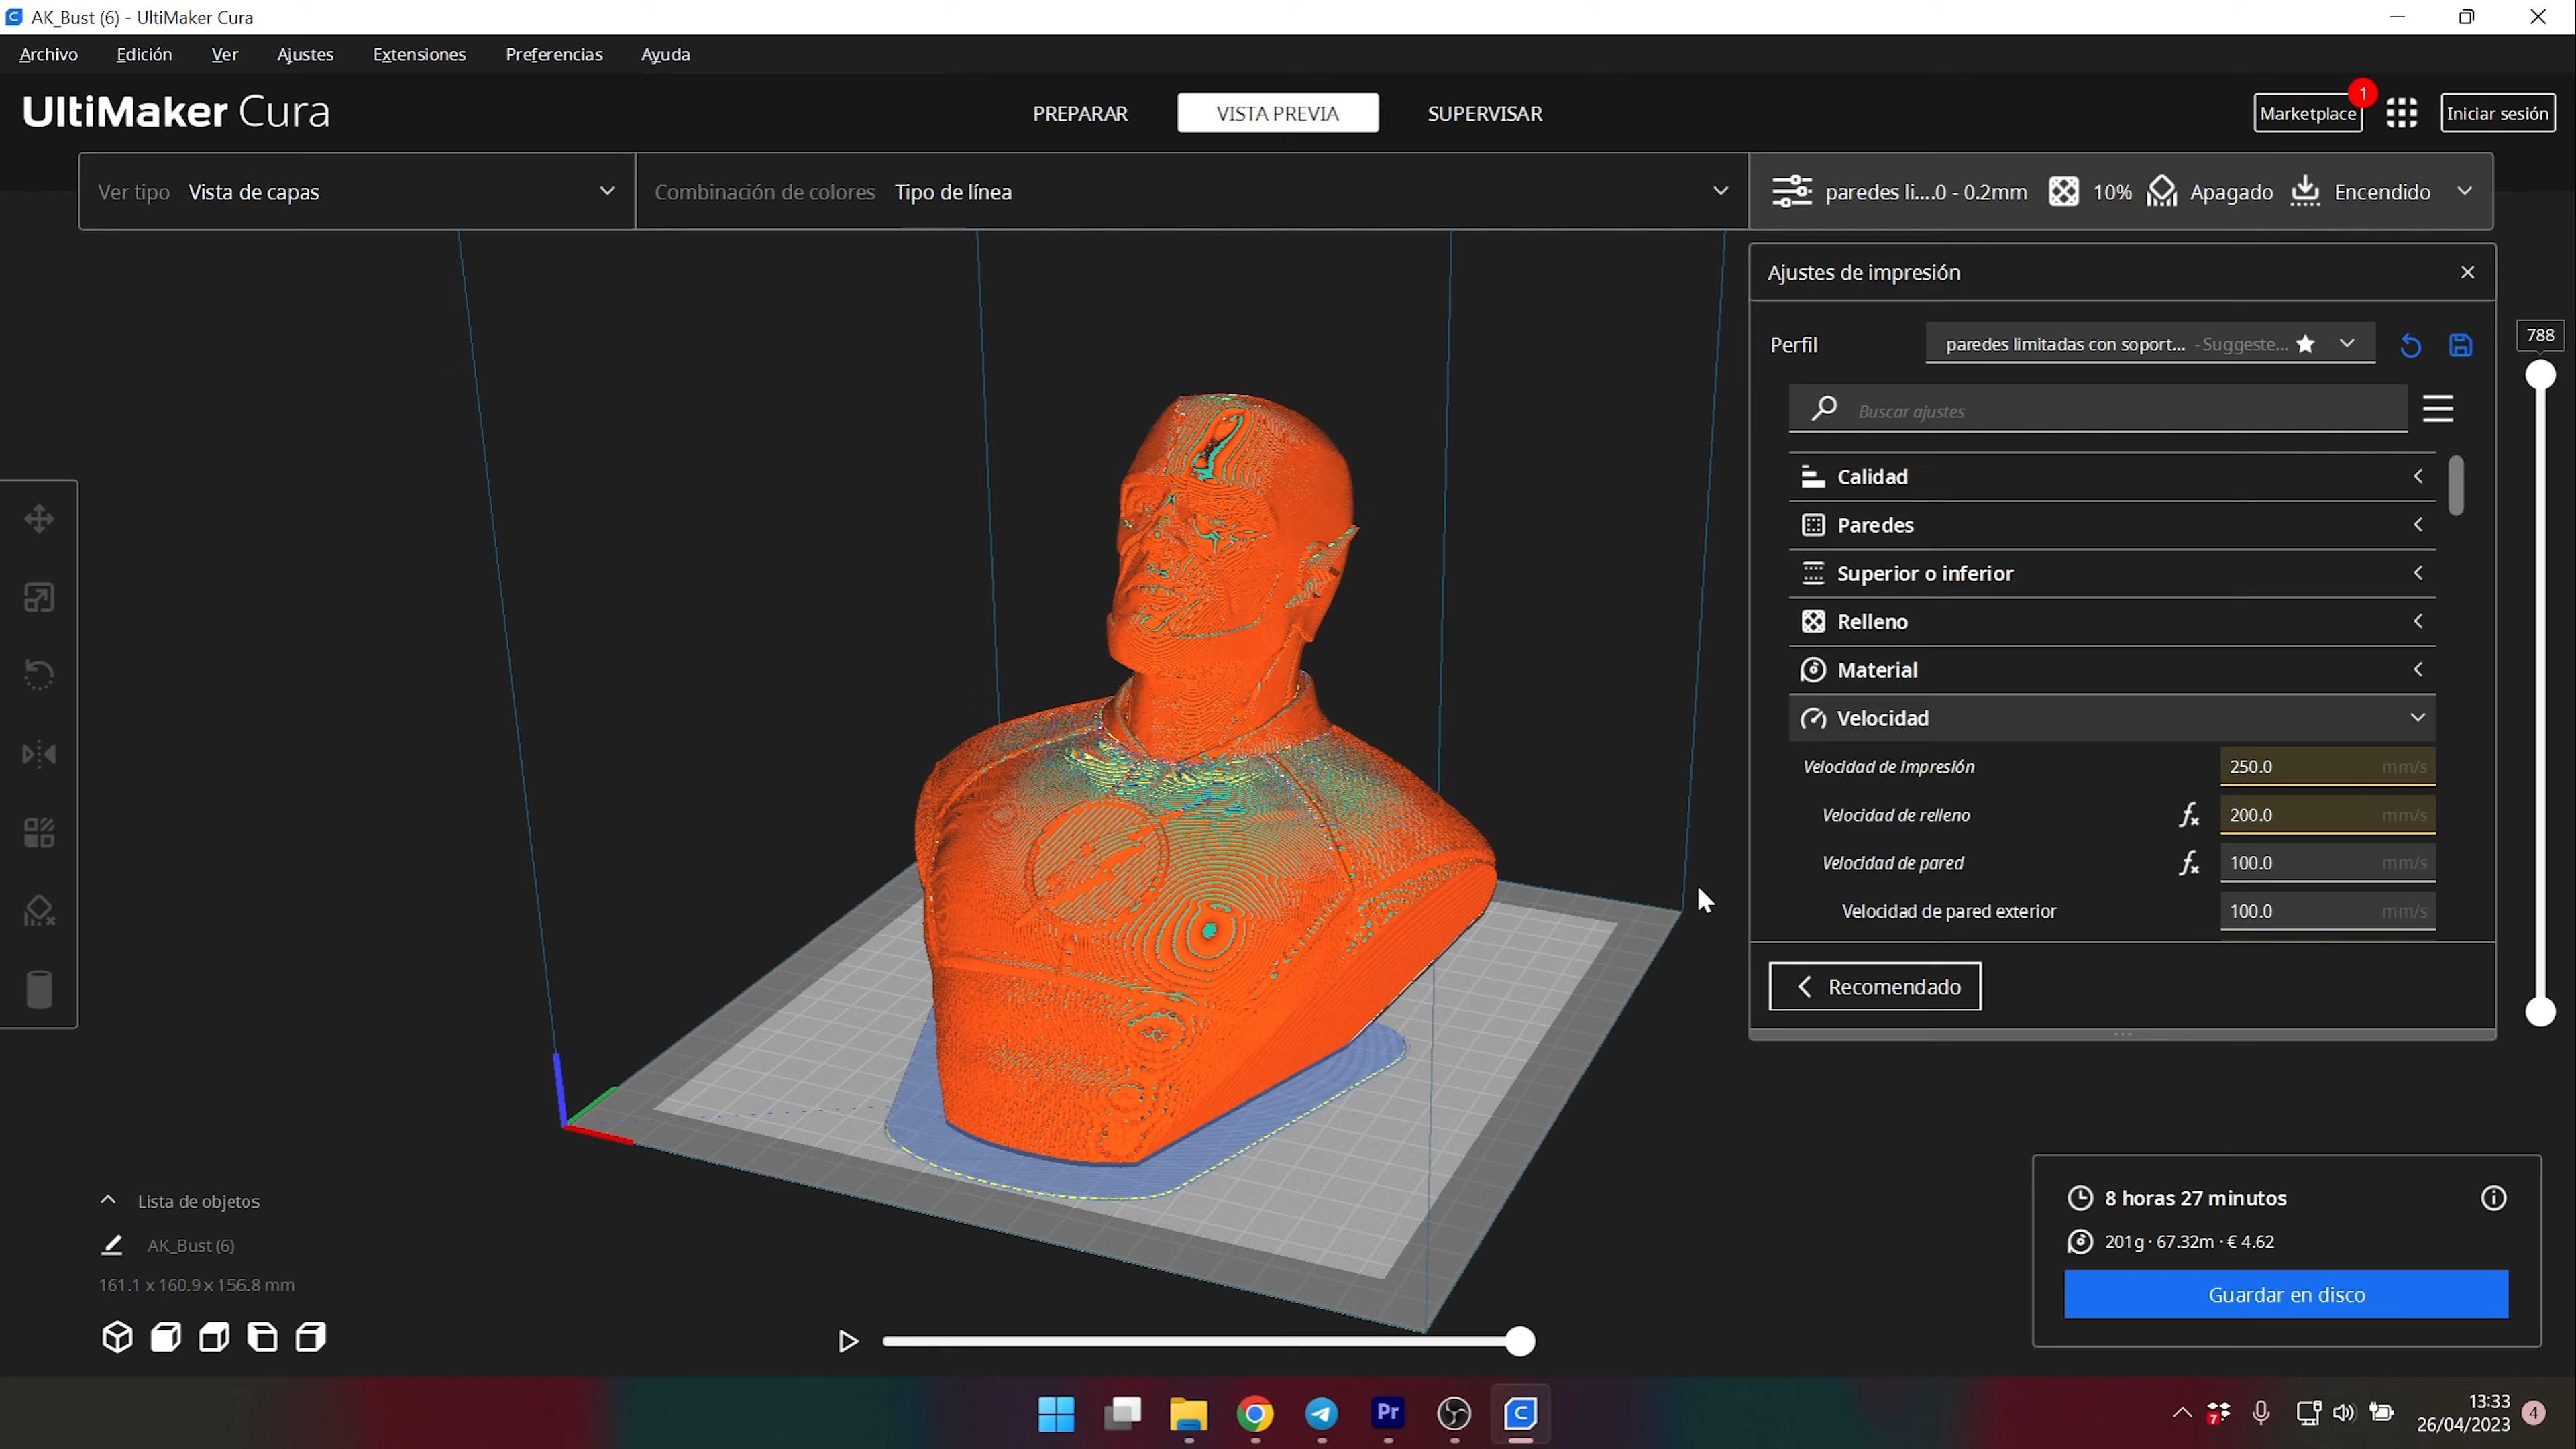 AK_Bust (6) - UltiMaker Cura
Archivo Edición Ver Ajustes Extensiones Preferencias Ayuda
UltiMaker Cura
PREPARAR VISTA PREVIA SUPERVISAR
Marketplace 1 Iniciar sesión
Ver tipo Vista de capas
Combinación de colores Tipo de línea
paredes li....0 - 0.2mm 10% Apagado Encendido
Ajustes de impresión
Perfil paredes limitadas con soport... - Suggeste...
788
Buscar ajustes
Calidad
Paredes
Superior o inferior
Relleno
Material
Velocidad
Velocidad de impresión 250.0 mm/s
Velocidad de relleno 200.0 mm/s
Velocidad de pared 100.0 mm/s
Velocidad de pared exterior 100.0 mm/s
Recomendado
Lista de objetos
AK_Bust (6)
161.1 x 160.9 x 156.8 mm
8 horas 27 minutos
201g · 67.32m · € 4.62
Guardar en disco
Pr
7
13:33
26/04/2023
4